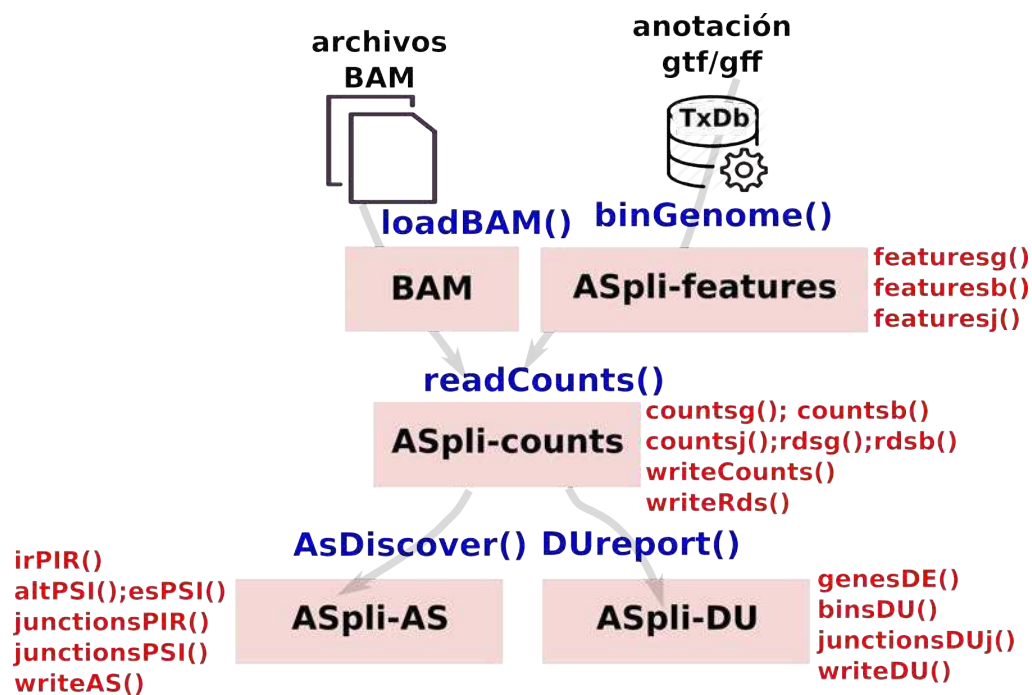 archivos
BAM
anotación
gtf/gff
TxDb
loadBAM()
binGenome()
BAM
ASpli-features
featuresg()
featuresb()
featuresj()
readCounts()
ASpli-counts
countsg(); countsb()
countsj();rdsg();rdsb()
writeCounts()
writeRds()
AsDiscover()
DUreport()
irPIR()
altPSI();esPSI()
junctionsPIR()
junctionsPSI()
writeAS()
ASpli-AS
ASpli-DU
genesDE()
binsDU()
junctionsDUj()
writeDU()